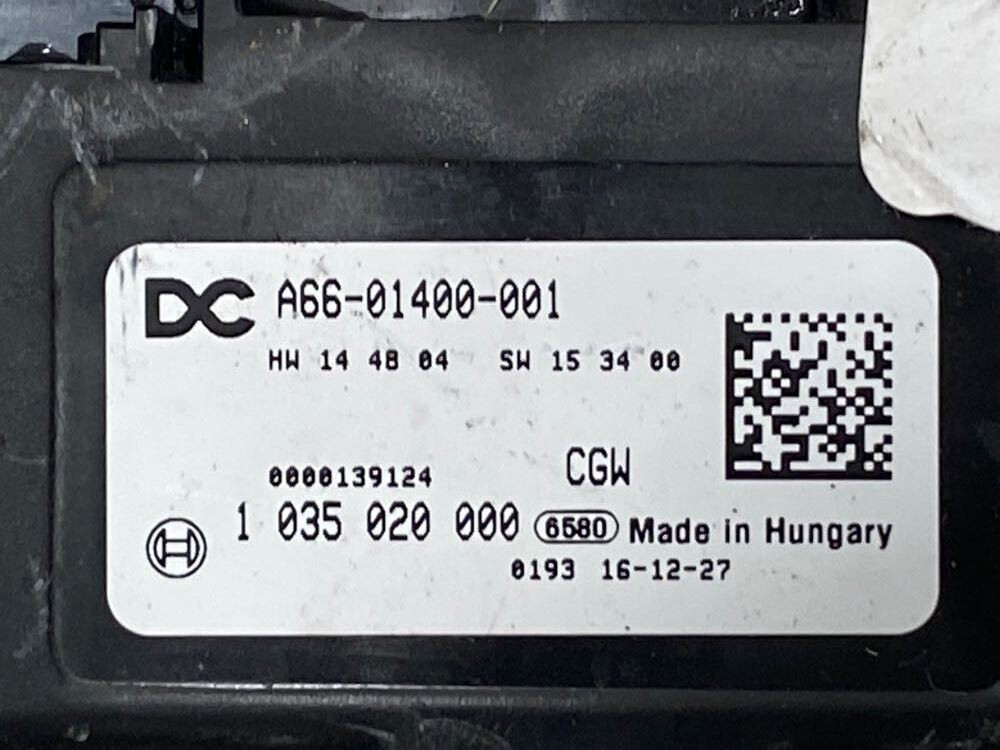 DC A66-01400-001
HW 14 48 04 SW 15 34 00
CGW
0000139124
1 035 020 000 6580 Made in Hungary
0193 16-12-27